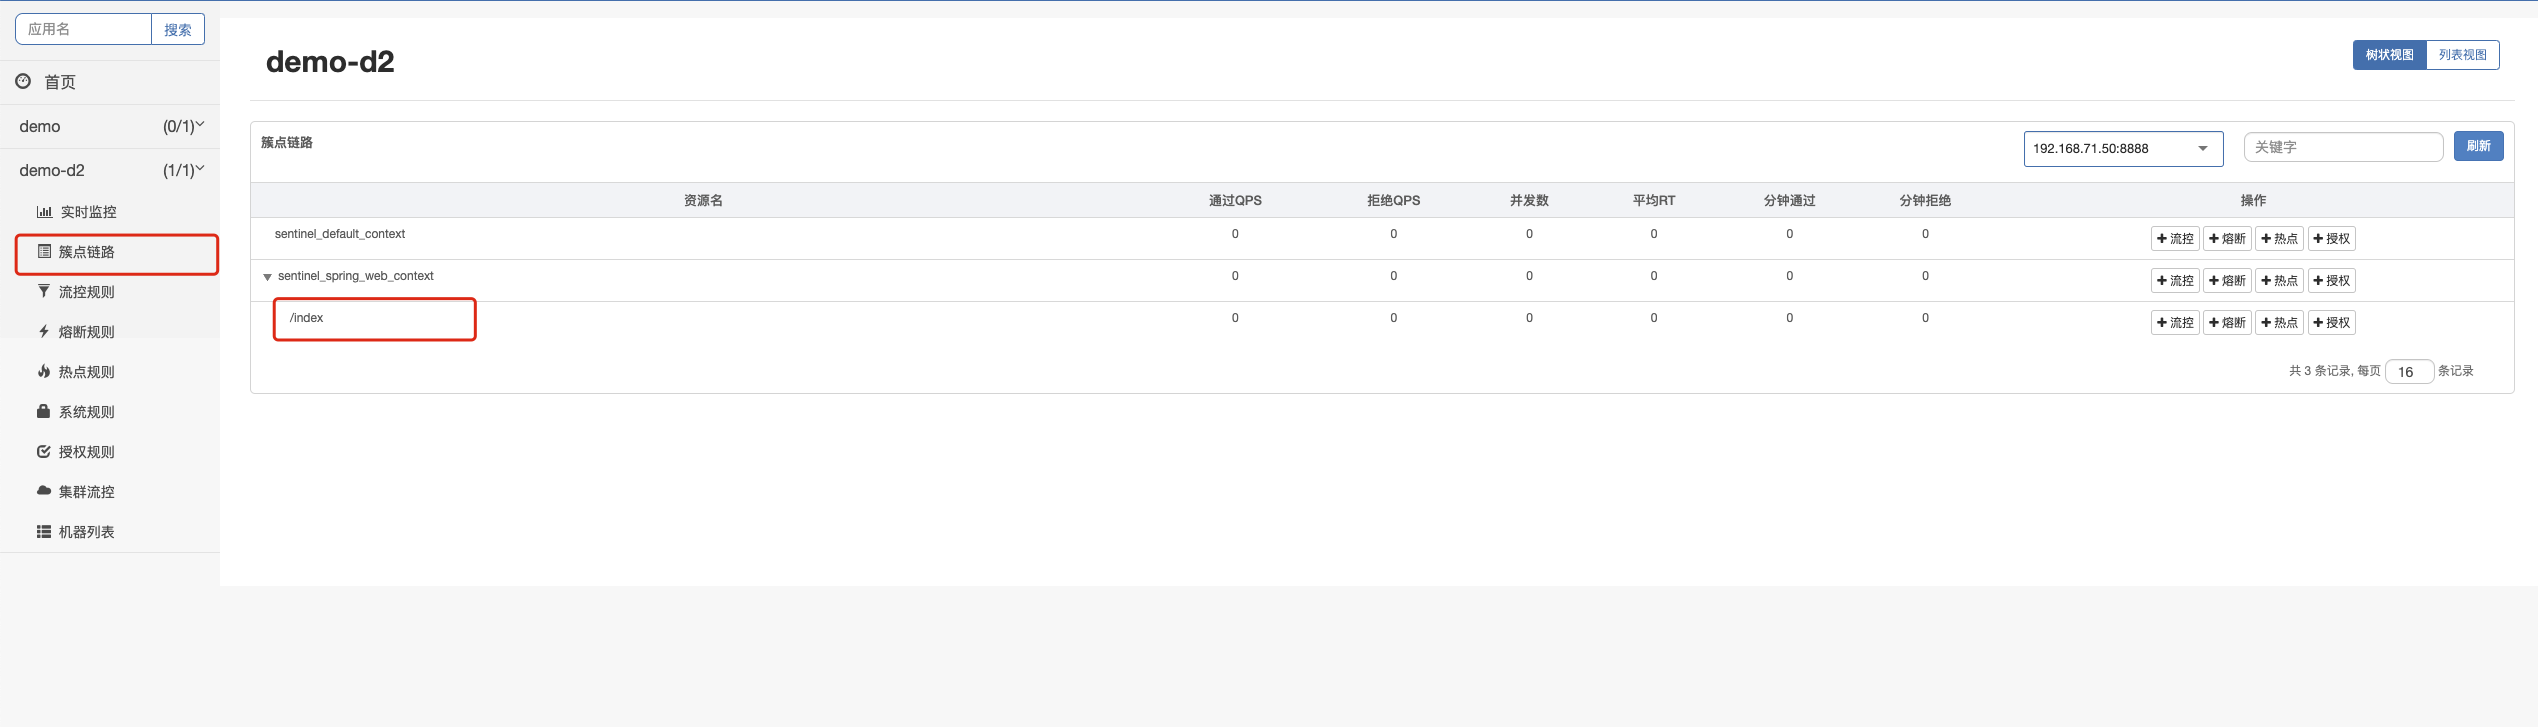 应用名 搜索
首页
demo (0/1)
demo-d2 (1/1)
实时监控
簇点链路
流控规则
熔断规则
热点规则
系统规则
授权规则
集群流控
机器列表
demo-d2
树状视图 列表视图
簇点链路 192.168.71.50:8888 关键字 刷新
资源名 通过QPS 拒绝QPS 并发数 平均RT 分钟通过 分钟拒绝 操作
sentinel_default_context 0 0 0 0 0 0 流控 熔断 热点 授权
sentinel_spring_web_context 0 0 0 0 0 0 流控 熔断 热点 授权
/index 0 0 0 0 0 0 流控 熔断 热点 授权
共 3 条记录, 每页 16 条记录